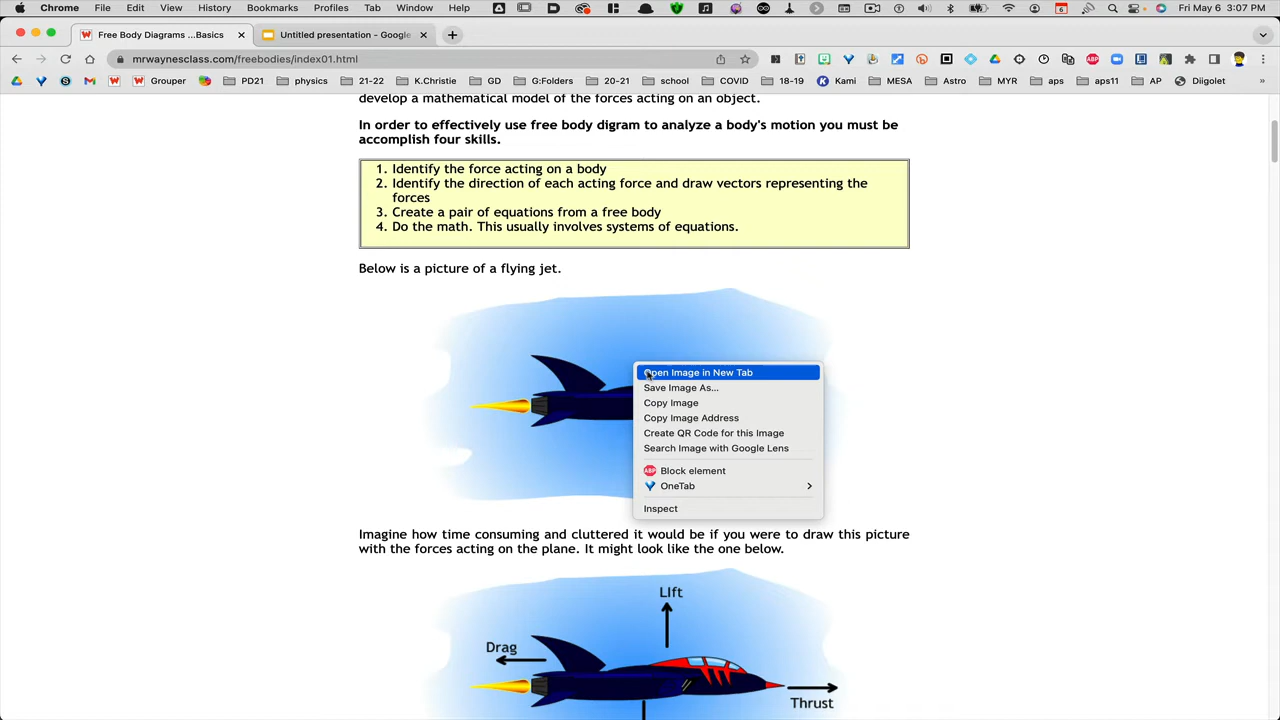 Chrome File Edit View History Bookmarks Profiles Tab Window Help Fri May 6 3:07 PM
Free Body Diagrams ...Basics Untitled presentation - Google
mrwaynesclass.com/freebodies/index01.html
Grouper PD21 physics 21-22 K.Christie GD G:Folders 20-21 school COVID 18-19 Kami MESA Astro MYR aps aps11 AP Diigolet
develop a mathematical model of the forces acting on an object.
In order to effectively use free body digram to analyze a body's motion you must be
accomplish four skills.
1. Identify the force acting on a body
2. Identify the direction of each acting force and draw vectors representing the
forces
3. Create a pair of equations from a free body
4. Do the math. This usually involves systems of equations.
Below is a picture of a flying jet.
Open Image in New Tab
Save Image As...
Copy Image
Copy Image Address
Create QR Code for this Image
Search Image with Google Lens
ABP Block element
OneTab
Inspect
Imagine how time consuming and cluttered it would be if you were to draw this picture
with the forces acting on the plane. It might look like the one below.
LIft
Drag
Thrust